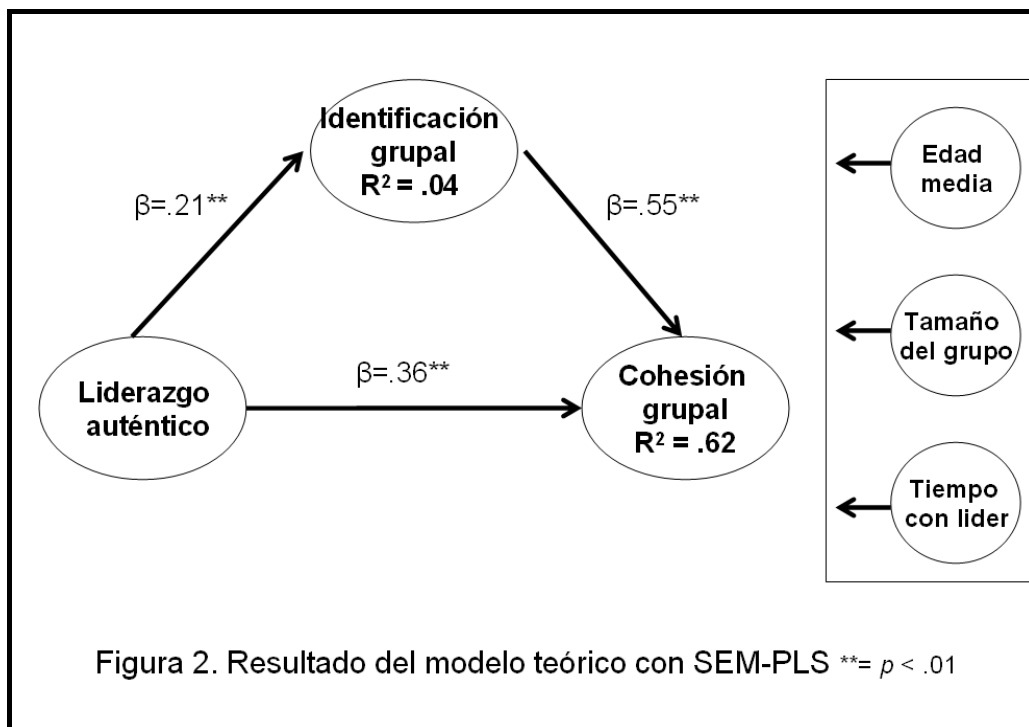 Identificación
grupal
R² = .04
β=.21**
β=.55**
Liderazgo
auténtico
β=.36**
Cohesión
grupal
R² = .62
Edad
media
Tamaño
del grupo
Tiempo
con lider
Figura 2. Resultado del modelo teórico con SEM-PLS **= p < .01